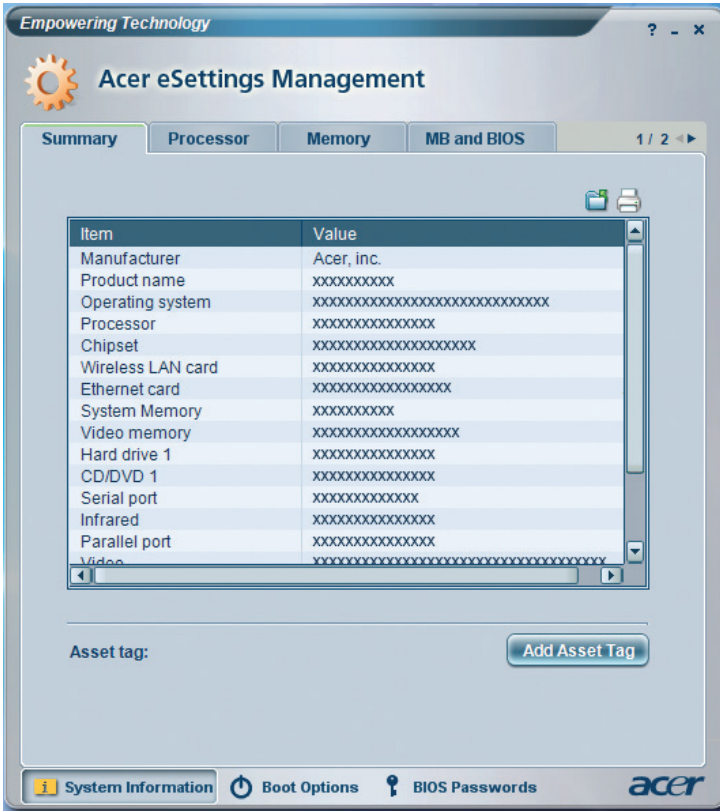 Empowering Technology
? - ×
Acer eSettings Management
Summary Processor Memory MB and BIOS 1 / 2
Item Value
Manufacturer Acer, inc.
Product name xxxxxxxxxx
Operating system xxxxxxxxxxxxxxxxxxxxxxxxxxxxx
Processor xxxxxxxxxxxxxxx
Chipset xxxxxxxxxxxxxxxxxxxx
Wireless LAN card xxxxxxxxxxxxxxx
Ethernet card xxxxxxxxxxxxxxxxx
System Memory xxxxxxxxxx
Video memory xxxxxxxxxxxxxxxxxx
Hard drive 1 xxxxxxxxxxxxxxx
CD/DVD 1 xxxxxxxxxxxxxxx
Serial port xxxxxxxxxxxxx
Infrared xxxxxxxxxxxxxxx
Parallel port xxxxxxxxxxxxxxx
Video xxxxxxxxxxxxxxxxxxxxxxxxxxxxxxxxxxxx
Asset tag: Add Asset Tag
i System Information Boot Options BIOS Passwords acer